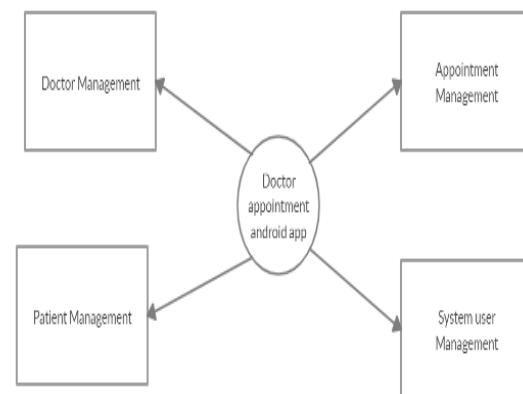 Doctor Management
Appointment
Management
Doctor
appointment
android app
Patient Management
System user
Management